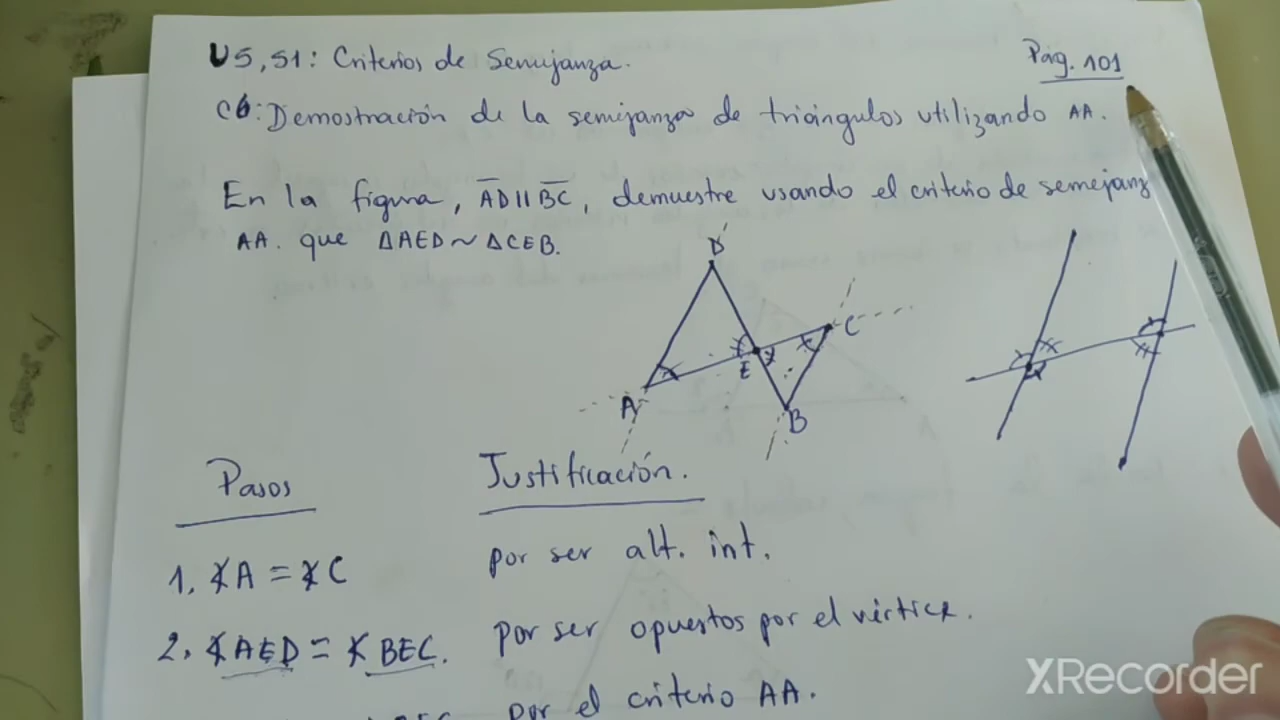 U5, S1: Criterios de Semejanza.
Pág. 101
C6: Demostración de la semejanza de triángulos utilizando AA.
En la figura, AD || BC, demuestre usando el criterio de semejanz
AA. que ΔAED ~ ΔCEB.
D
C
E
A
B
Pasos
Justificación.
1. ∡A = ∡C
por ser alt. int.
2. ∡AED = ∡BEC.
por ser opuestos por el vértice.
por el criterio AA.
XRecorder